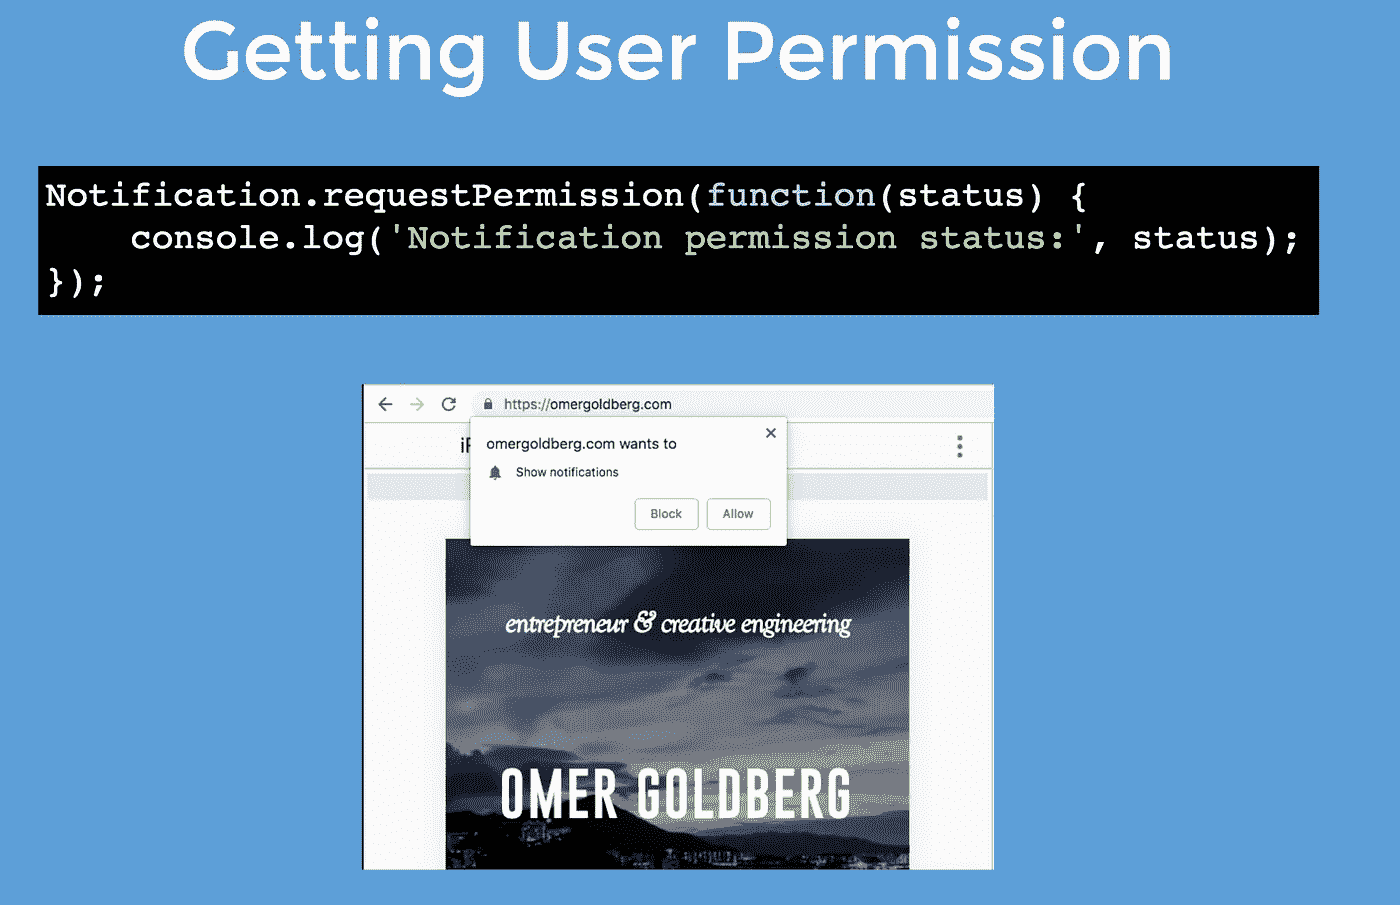 Getting User Permission
Notification.requestPermission(function(status) {
    console.log('Notification permission status:', status);
});
https://omergoldberg.com
omergoldberg.com wants to
Show notifications
Block Allow
entrepreneur & creative engineering
OMER GOLDBERG